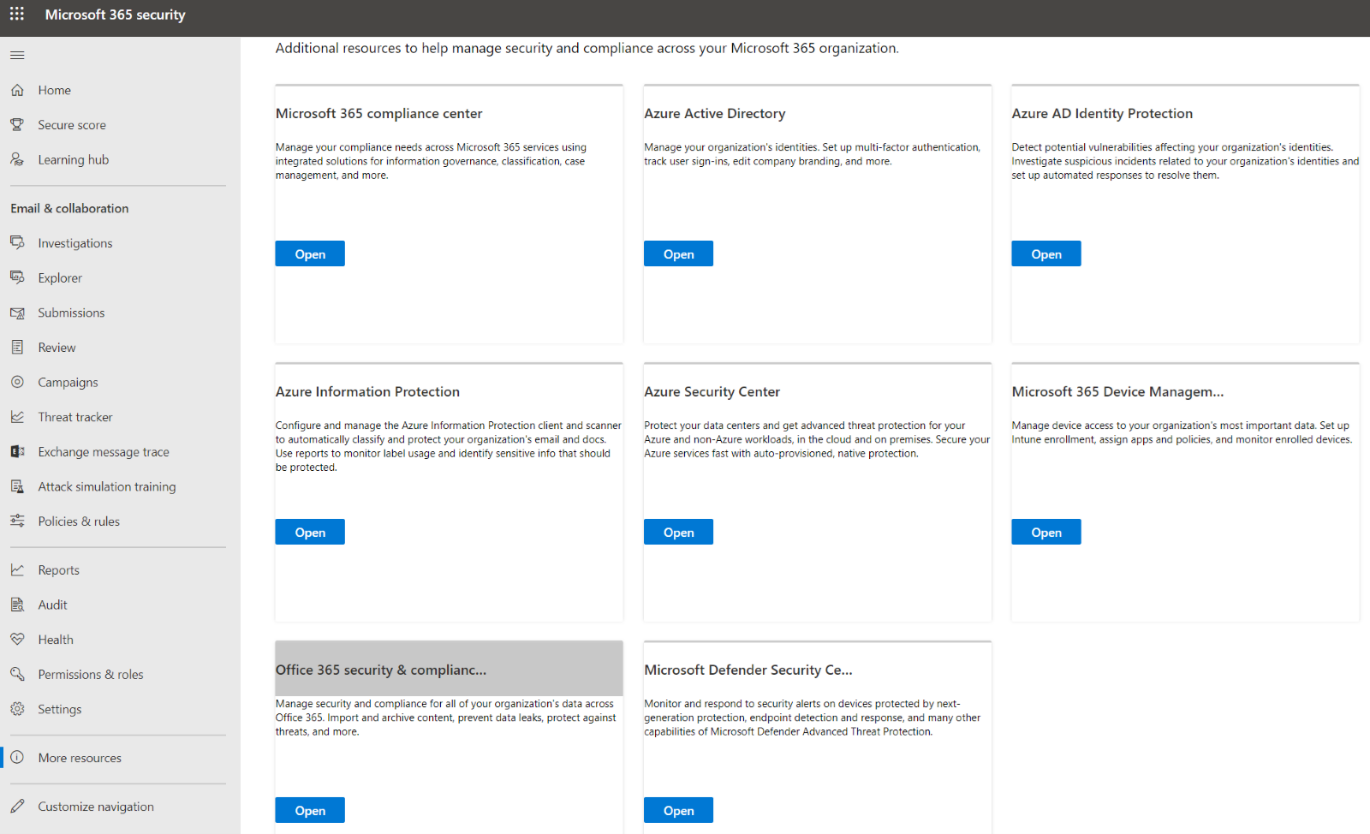 Microsoft 365 security
Home
Secure score
Learning hub
Email & collaboration
Investigations
Explorer
Submissions
Review
Campaigns
Threat tracker
Exchange message trace
Attack simulation training
Policies & rules
Reports
Audit
Health
Permissions & roles
Settings
More resources
Customize navigation
Additional resources to help manage security and compliance across your Microsoft 365 organization.
Microsoft 365 compliance center
Manage your compliance needs across Microsoft 365 services using
integrated solutions for information governance, classification, case
management, and more.
Open
Azure Active Directory
Manage your organization's identities. Set up multi-factor authentication,
track user sign-ins, edit company branding, and more.
Open
Azure AD Identity Protection
Detect potential vulnerabilities affecting your organization's identities.
Investigate suspicious incidents related to your organization's identities and
set up automated responses to resolve them.
Open
Azure Information Protection
Configure and manage the Azure Information Protection client and scanner
to automatically classify and protect your organization's email and docs.
Use reports to monitor label usage and identify sensitive info that should
be protected.
Open
Azure Security Center
Protect your data centers and get advanced threat protection for your
Azure and non-Azure workloads, in the cloud and on premises. Secure your
Azure services fast with auto-provisioned, native protection.
Open
Microsoft 365 Device Managem...
Manage device access to your organization's most important data. Set up
Intune enrollment, assign apps and policies, and monitor enrolled devices.
Open
Office 365 security & complianc...
Manage security and compliance for all of your organization's data across
Office 365. Import and archive content, prevent data leaks, protect against
threats, and more.
Open
Microsoft Defender Security Ce...
Monitor and respond to security alerts on devices protected by next-
generation protection, endpoint detection and response, and many other
capabilities of Microsoft Defender Advanced Threat Protection.
Open